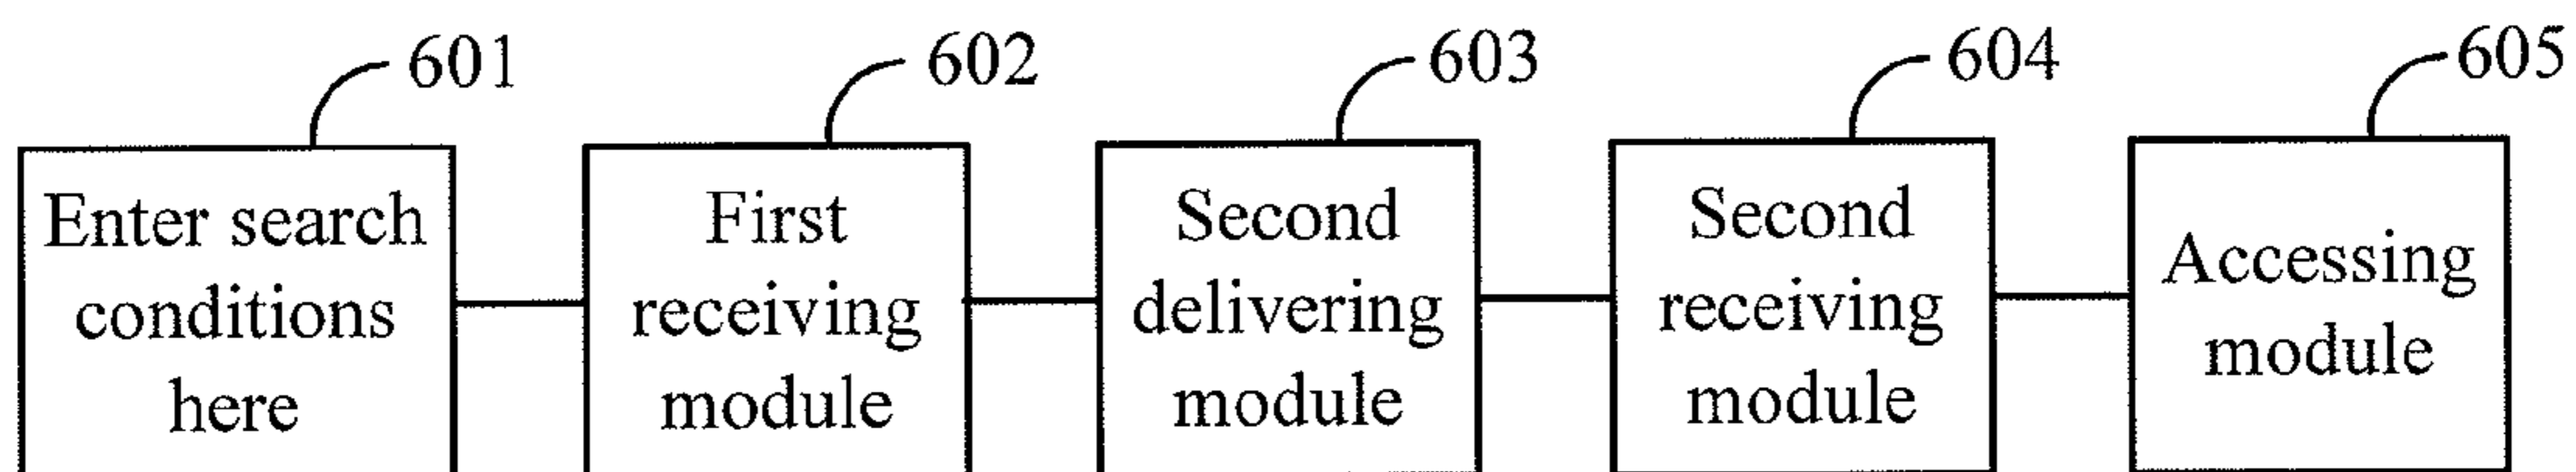 601
602
603
604
605
Enter search
conditions
here
First
receiving
module
Second
delivering
module
Second
receiving
module
Accessing
module